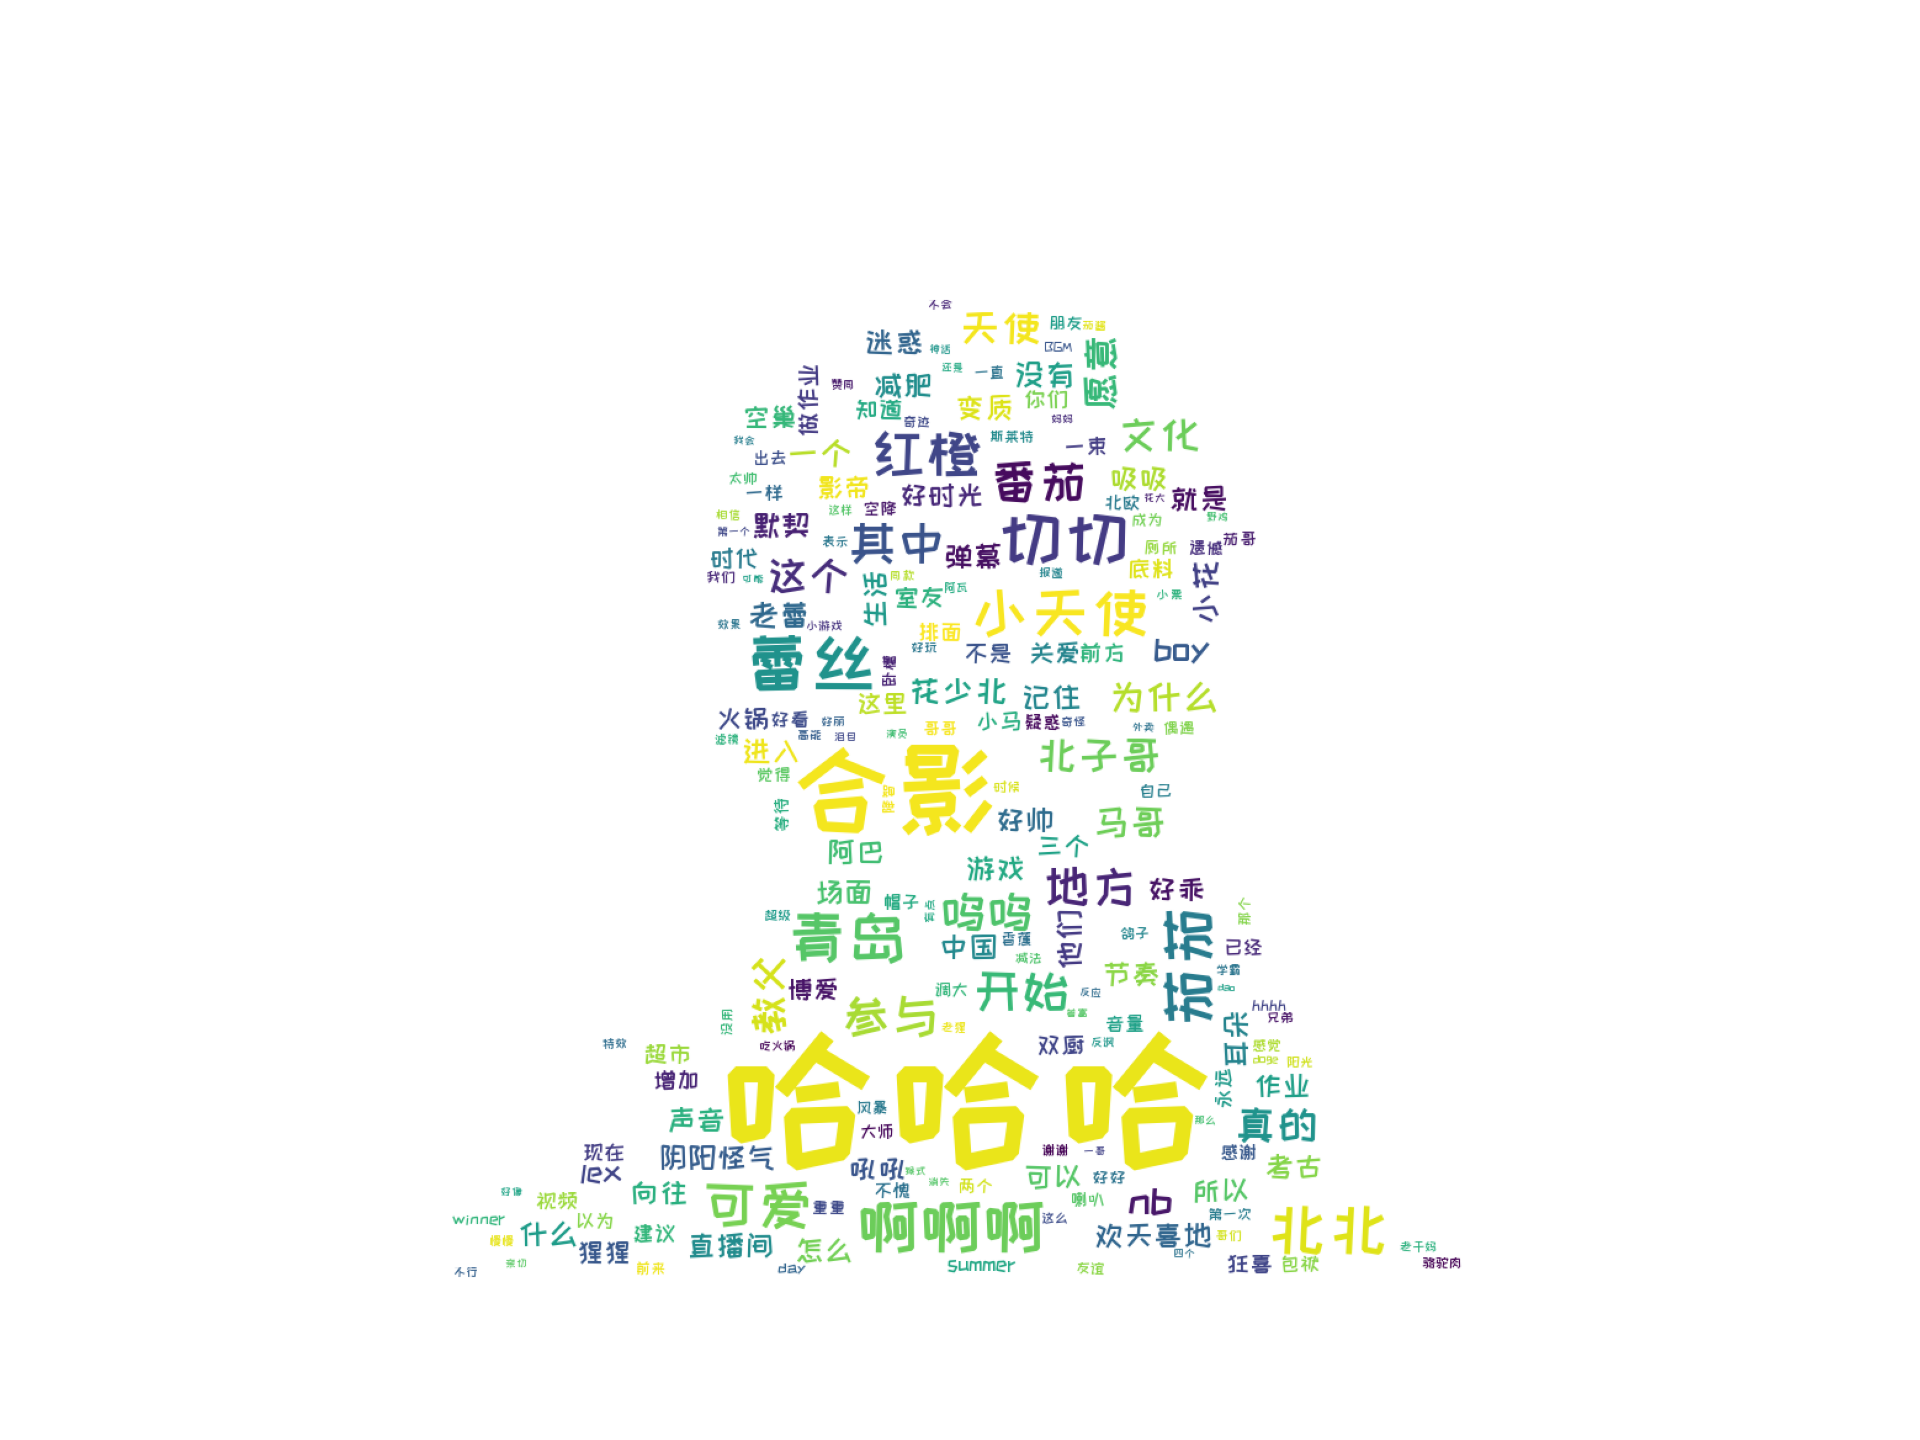 不会
天使
朋友
茄酱
迷惑
神话
BGM
愿意
还是
一直
没有
做作业
赞同
减肥
你们
知道
变质
空巢
奇迹
妈妈
文化
我会
一个
红橙
斯莱特
一束
出去
太帅
一样
影帝
好时光
番茄
吸吸
北欧
花大
就是
相信
第一个
默契
这样
空降
切切
成为
野鸡
表示
其中
弹幕
厕所
遗憾
茄哥
时代
我们
可能
这个
生活
同款
报道
底料
小花
室友
阿瓦
小天使
小票
老蕾
效果
小游戏
排面
蕾丝
好玩
不是
关爱
前方
boy
卧槽
这里
花少北
记住
为什么
火锅
好看
好丽
哥哥
小马
疑惑
奇怪
外卖
偶遇
滤镜
高能
泪目
演员
进入
觉得
合影
时候
北子哥
自己
等待
好帅
马哥
三个
阿巴
游戏
场面
地方
好乖
帽子
呜呜
超级
青岛
中国
香蕉
他们
鸽子
茄茄
那个
已经
减法
教父
博爱
调大
开始
节奏
学霸
dao
反应
hhhh
兄弟
没用
参与
老狸
音量
耳朵
特效
超市
吃火锅
双厨
反讽
感觉
doge
阳光
增加
哈哈哈
永远
作业
风暴
声音
大师
那么
真的
现在
阴阳怪气
谢谢
一哥
感谢
lex
吼吼
可以
好好
考古
好像
视频
向往
可爱
重重
不愧
消失
两个
喇叭
nb
所以
winner
以为
啊啊啊
这么
第一次
北北
什么
建议
直播间
怎么
欢天喜地
哥们
老干妈
猩猩
四个
亲切
前来
day
summer
友谊
狂喜
包袱
骆驼肉
不行